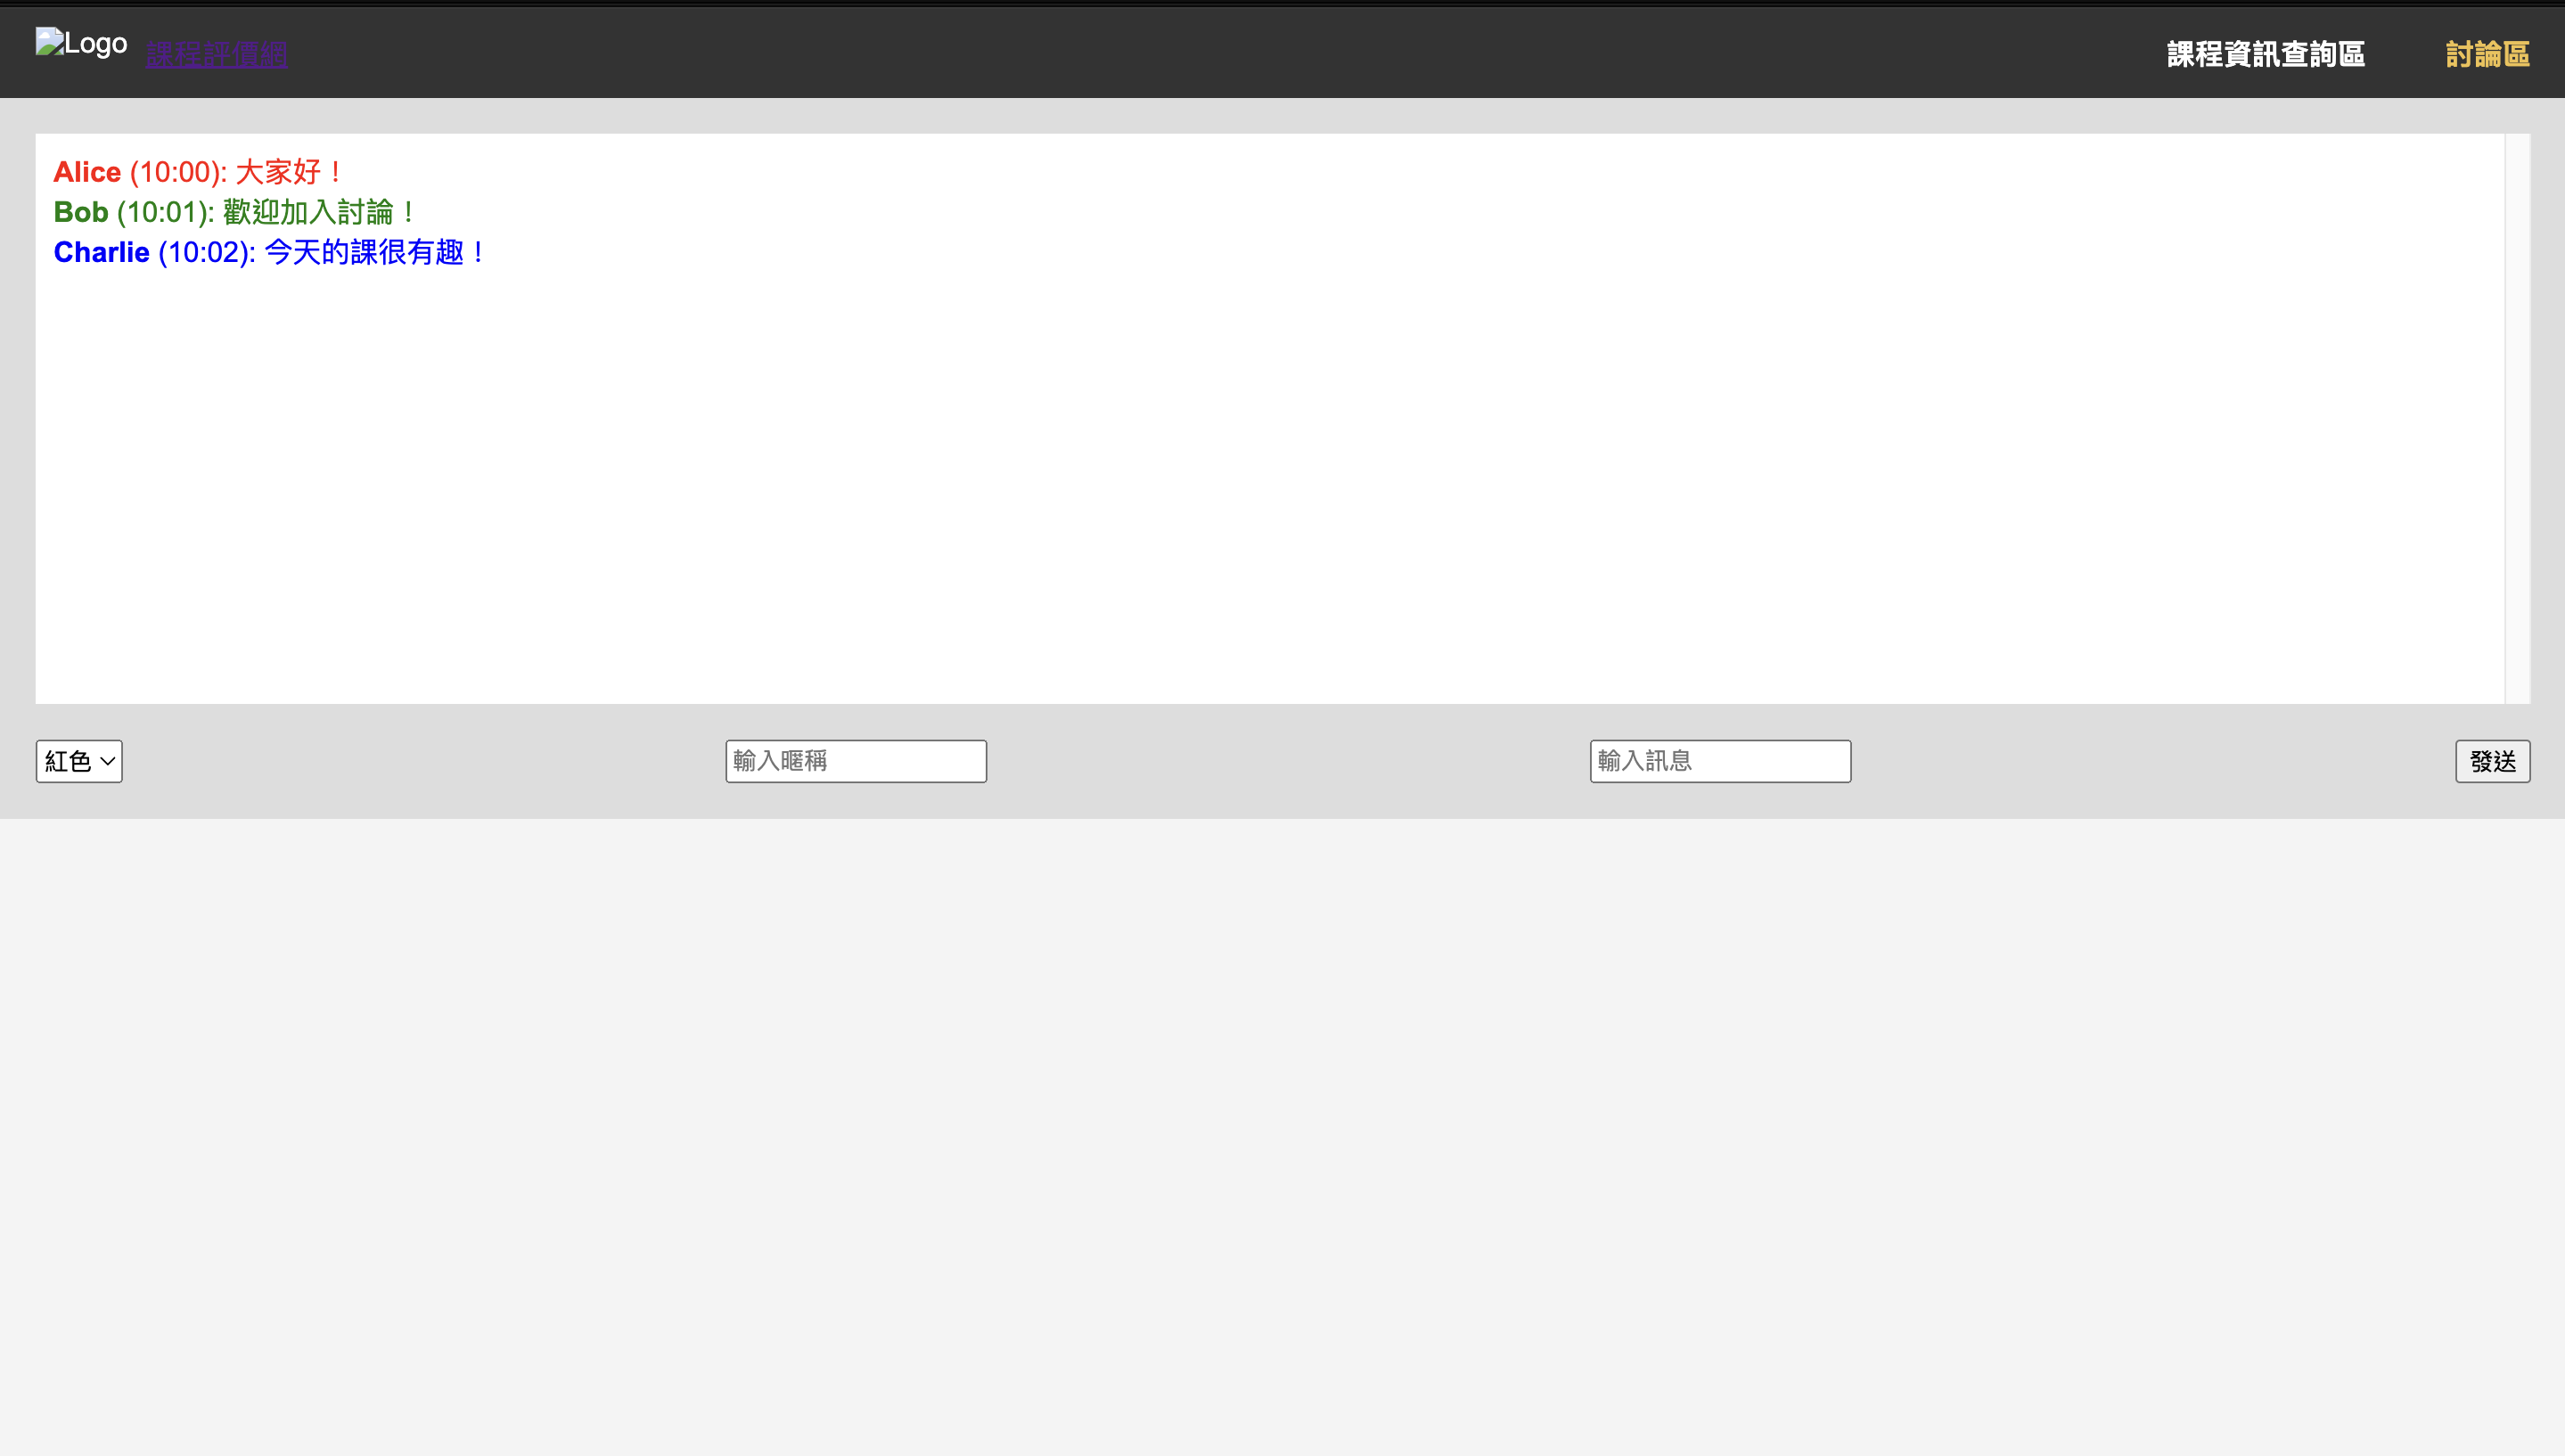 Logo 課程評價網 課程資訊查詢區 討論區
Alice (10:00): 大家好！
Bob (10:01): 歡迎加入討論！
Charlie (10:02): 今天的課很有趣！
紅色 輸入暱稱 輸入訊息 發送